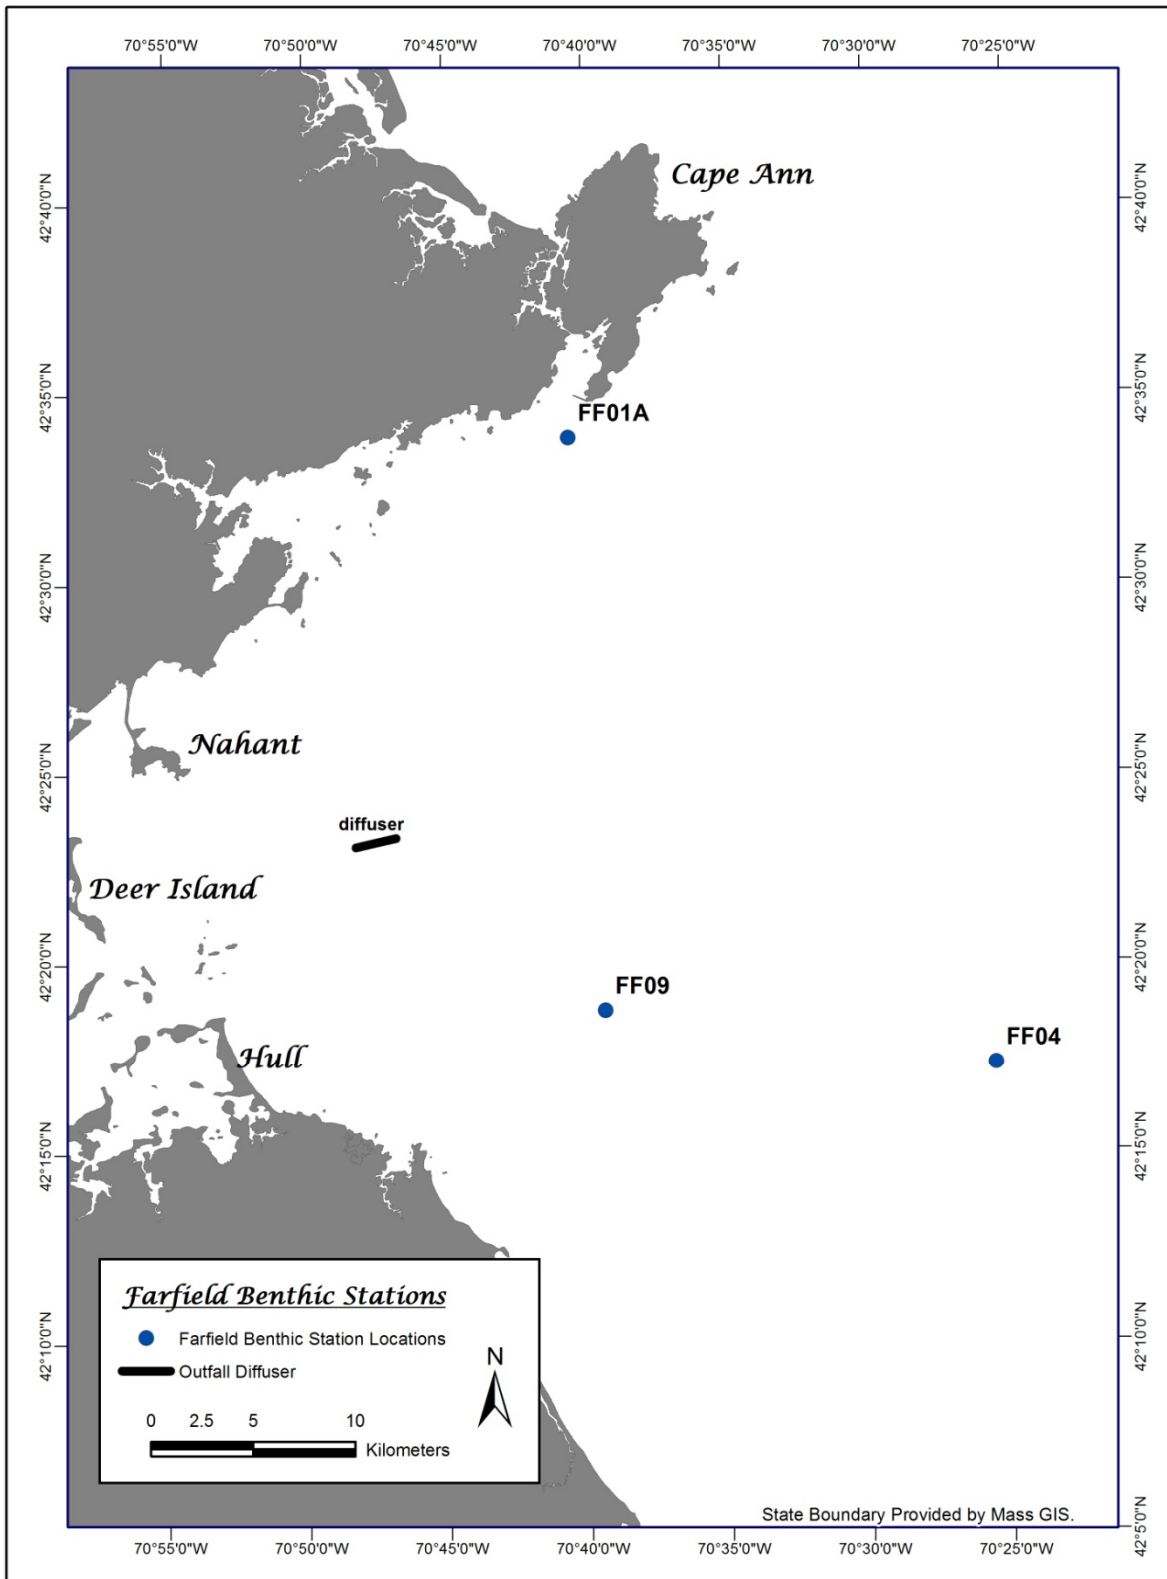 70°55'0"W 70°50'0"W 70°45'0"W 70°40'0"W 70°35'0"W 70°30'0"W 70°25'0"W
Cape Ann
42°40'0"N 42°40'0"N
42°35'0"N 42°35'0"N
FF01A
42°30'0"N 42°30'0"N
Nahant
42°25'0"N 42°25'0"N
diffuser
Deer Island
42°20'0"N 42°20'0"N
FF09
FF04
Hull
42°15'0"N 42°15'0"N
Farfield Benthic Stations
Farfield Benthic Station Locations
42°10'0"N 42°10'0"N
Outfall Diffuser
N
0 2.5 5 10
Kilometers
State Boundary Provided by Mass GIS.
42°5'0"N
70°55'0"W 70°50'0"W 70°45'0"W 70°40'0"W 70°35'0"W 70°30'0"W 70°25'0"W